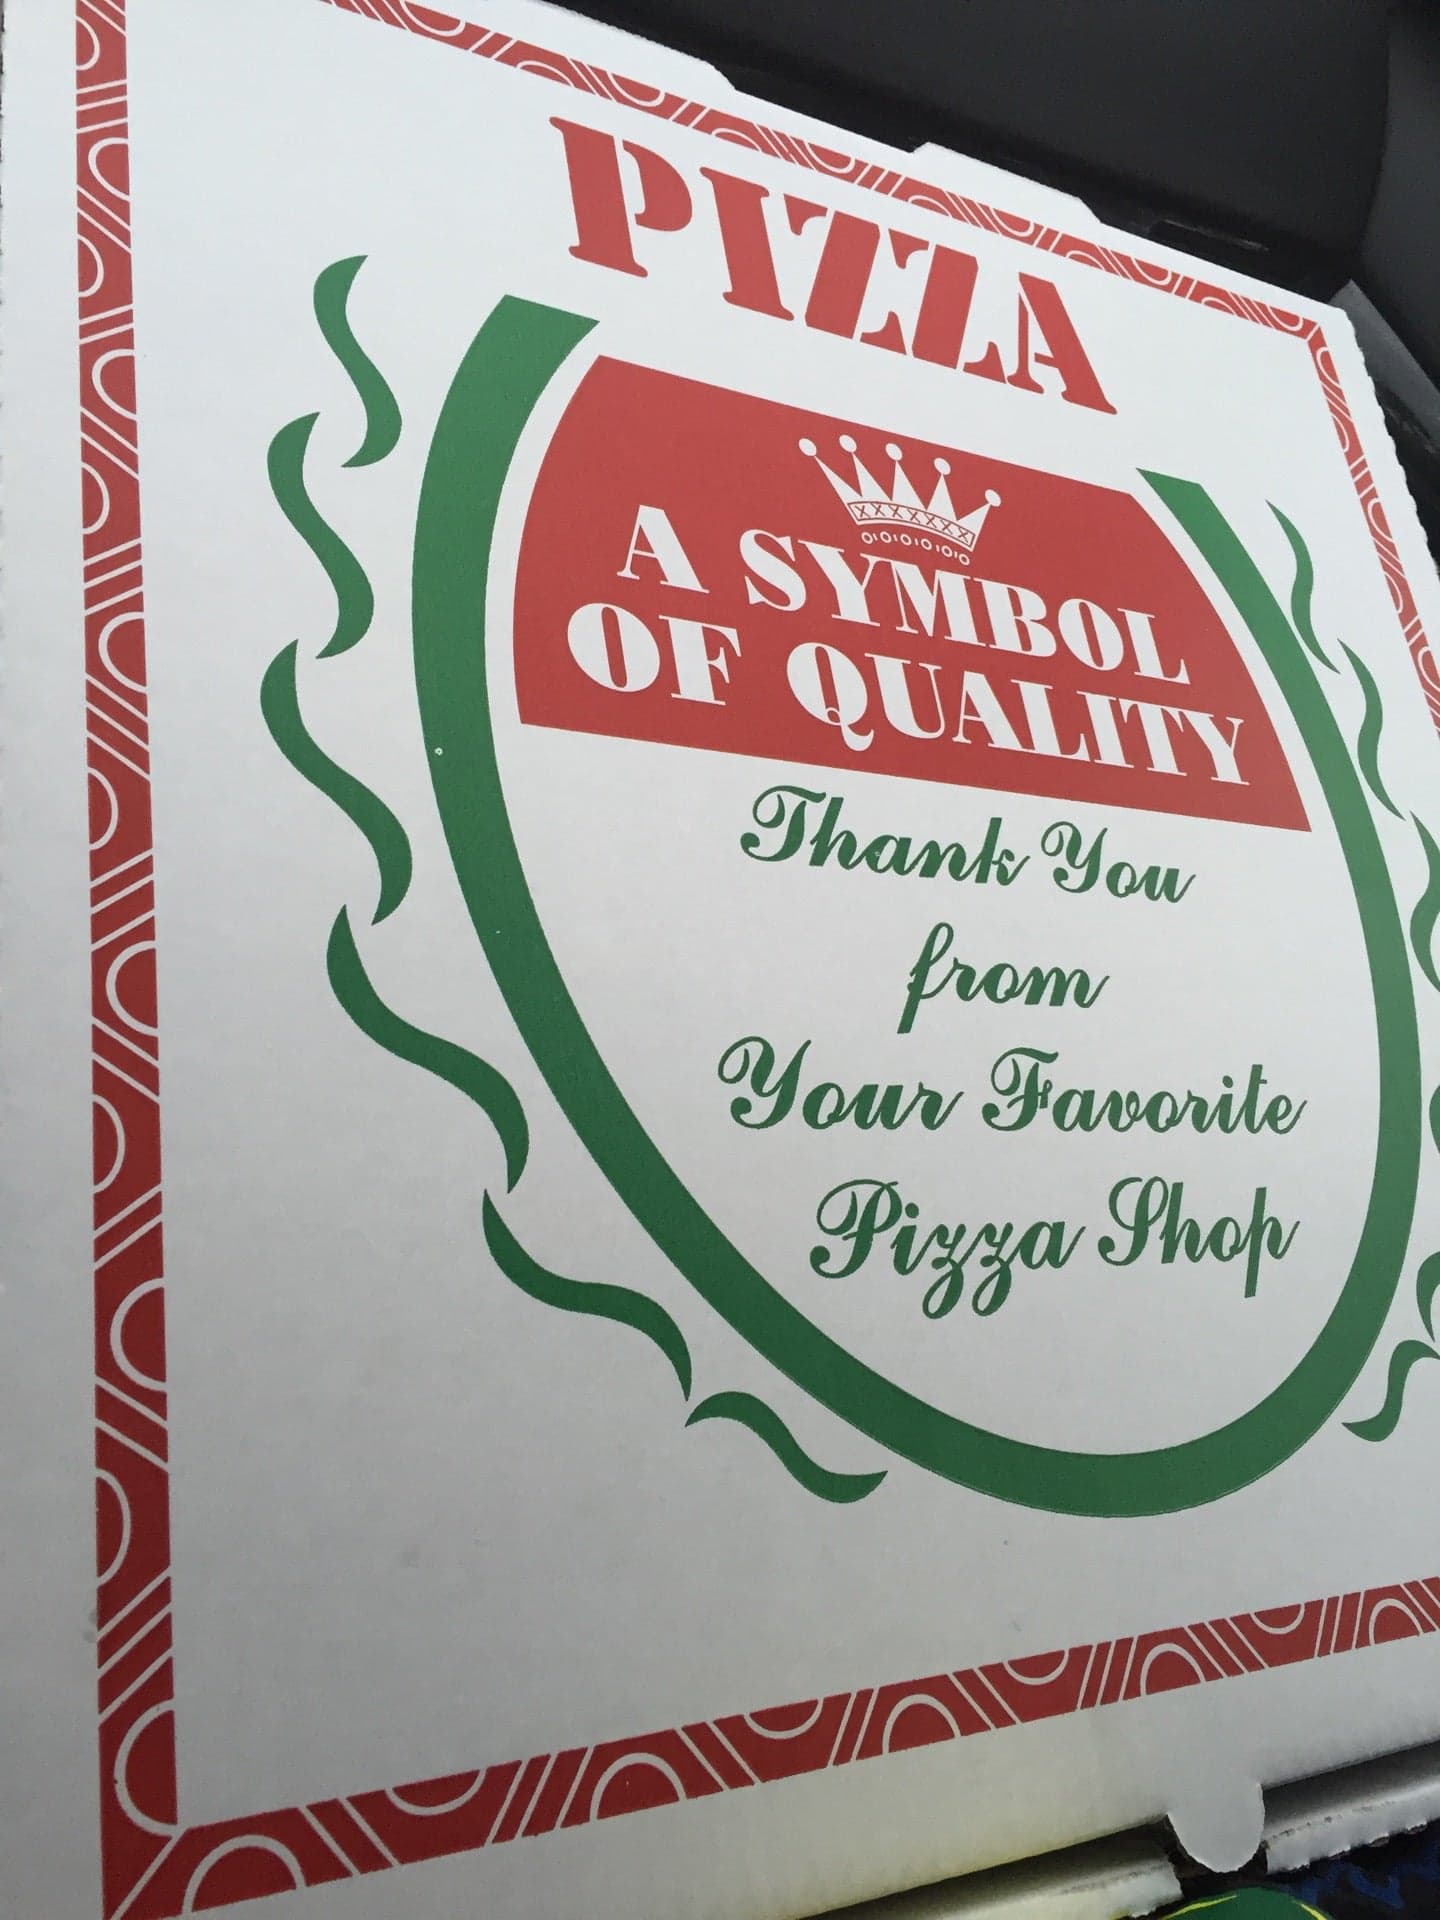 PIZZA
A SYMBOL
OF QUALITY
Thank You
from
Your Favorite
Pizza Shop